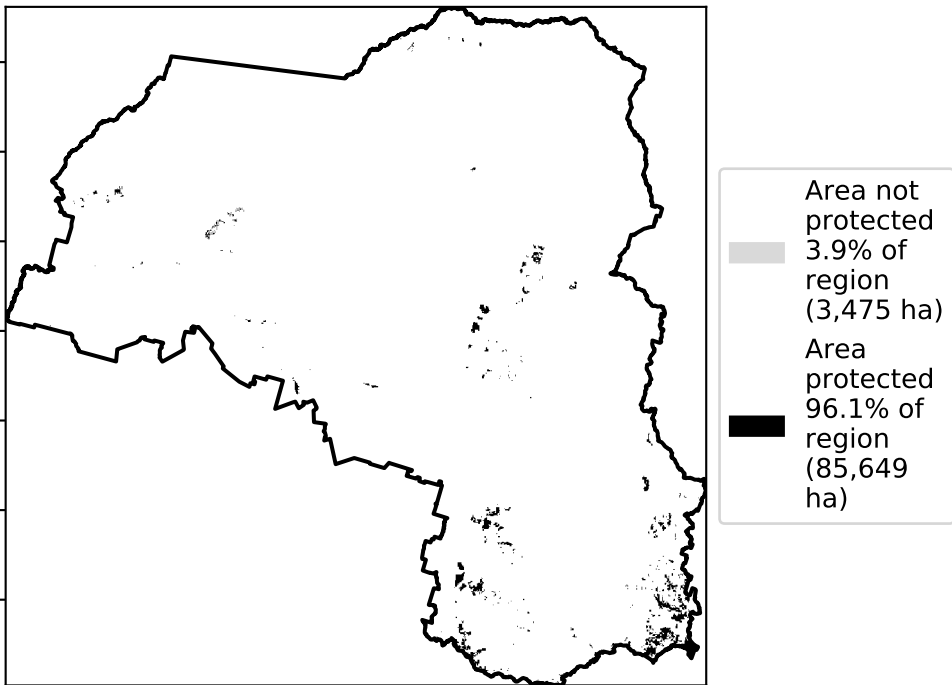 Area not
protected
3.9% of
region
(3,475 ha)
Area
protected
96.1% of
region
(85,649
ha)